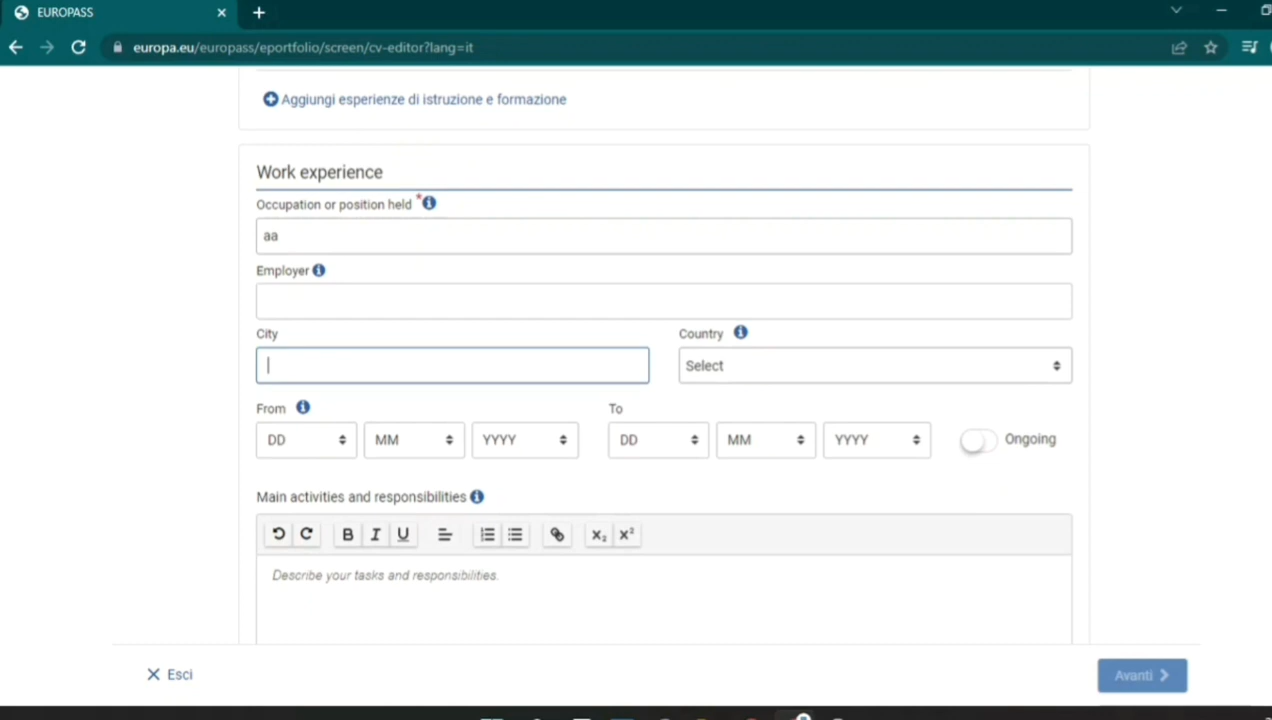 EUROPASS
europa.eu/europass/eportfolio/screen/cv-editor?lang=it
Aggiungi esperienze di istruzione e formazione
Work experience
Occupation or position held *
aa
Employer
City Country
Select
From To
DD MM YYYY DD MM YYYY Ongoing
Main activities and responsibilities
B I U X₂ X²
Describe your tasks and responsibilities.
Esci Avanti